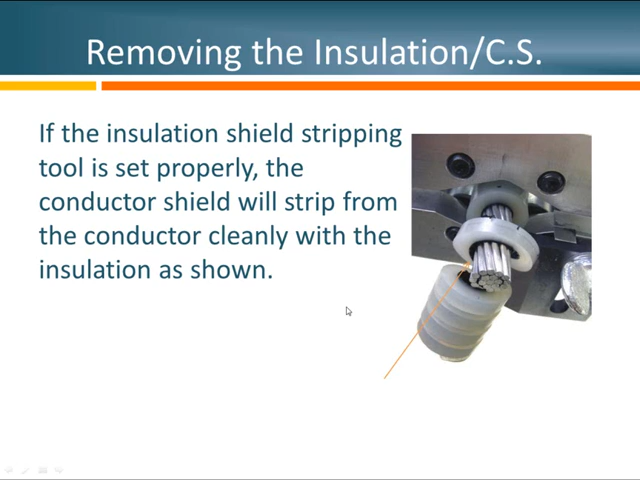 Removing the Insulation/C.S.
If the insulation shield stripping
tool is set properly, the
conductor shield will strip from
the conductor cleanly with the
insulation as shown.